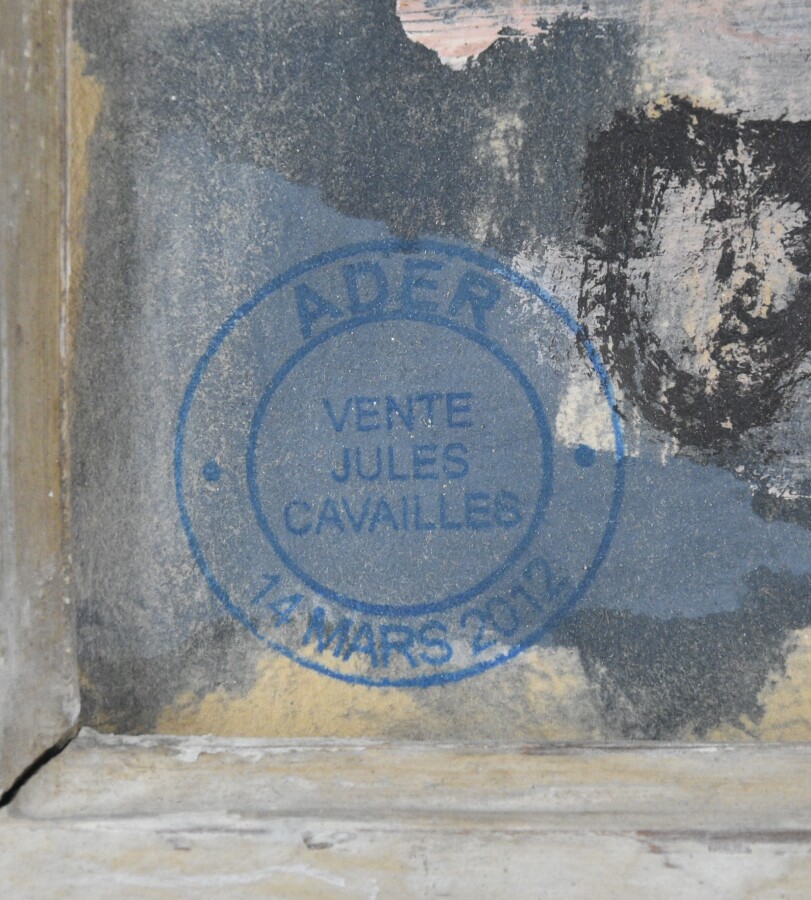 ADER
VENTE
JULES
CAVAILLES
14 MARS 2012